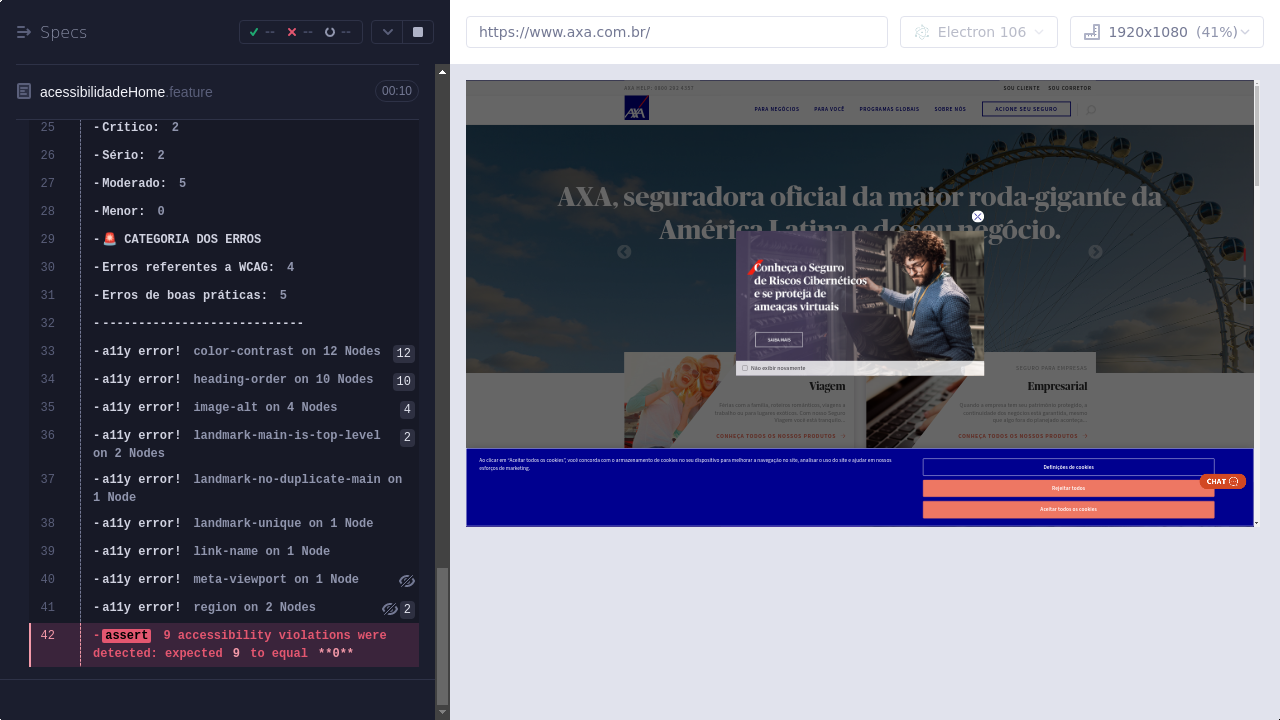 Specs
-- -- --
https://www.axa.com.br/
Electron 106
1920x1080 (41%)
acessibilidadeHome.feature
00:10
25 -Crítico: 2
26 -Sério: 2
27 -Moderado: 5
28 -Menor: 0
29 -🚨 CATEGORIA DOS ERROS
30 -Erros referentes a WCAG: 4
31 -Erros de boas práticas: 5
32 -----------------------------
33 -a11y error! color-contrast on 12 Nodes 12
34 -a11y error! heading-order on 10 Nodes 10
35 -a11y error! image-alt on 4 Nodes 4
36 -a11y error! landmark-main-is-top-level 2
on 2 Nodes
37 -a11y error! landmark-no-duplicate-main on
1 Node
38 -a11y error! landmark-unique on 1 Node
39 -a11y error! link-name on 1 Node
40 -a11y error! meta-viewport on 1 Node
41 -a11y error! region on 2 Nodes 2
42 -assert 9 accessibility violations were
detected: expected 9 to equal **0**
SOU CLIENTE SOU CORRETOR
AXA
PARA NEGÓCIOS PARA VOCÊ PROGRAMAS GLOBAIS SOBRE NÓS ACIONE SEU SEGURO
AXA, seguradora oficial da maior roda-gigante da
América Latina e do seu negócio.
Conheça o Seguro
de Riscos Cibernéticos
e se proteja de
ameaças virtuais
SAIBA MAIS
Não exibir novamente
Viagem
CONHEÇA TODOS OS NOSSOS PRODUTOS
SEGURO PARA EMPRESAS
Empresarial
CONHEÇA TODOS OS NOSSOS PRODUTOS
Ao clicar em "Aceitar todos os cookies", você concorda com o armazenamento de cookies no seu dispositivo para melhorar a navegação no site, analisar o uso do site e ajudar em nossos
esforços de marketing.
Definições de cookies
Rejeitar todos
Aceitar todos os cookies
CHAT